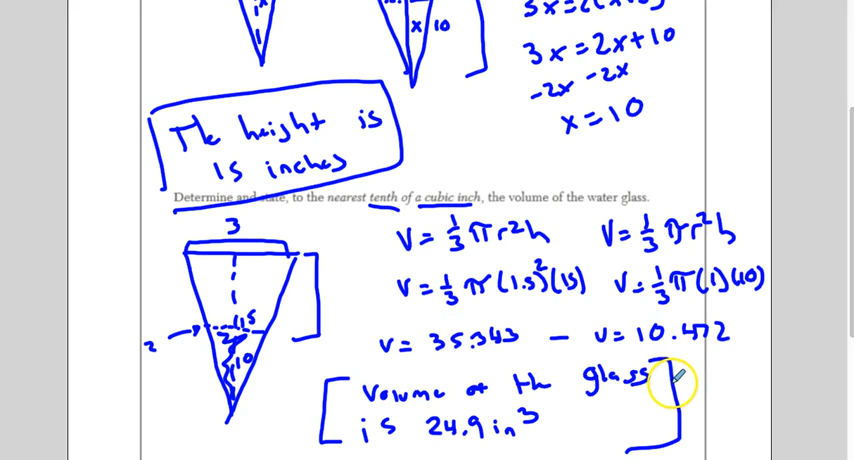 x
1
x 10
3x = 2x + 10
-2x -2x
x = 10
The height is
15 inches
Determine and state, to the nearest tenth of a cubic inch, the volume of the water glass.
3
2
15
2
10
V = 1/3 πr²h
V = 1/3 πr²h
V = 1/3 π (1.5)² (15)
V = 1/3 π (1) (10)
V = 35.343 - V = 10.472
Volume of the glass
is 24.9 in³